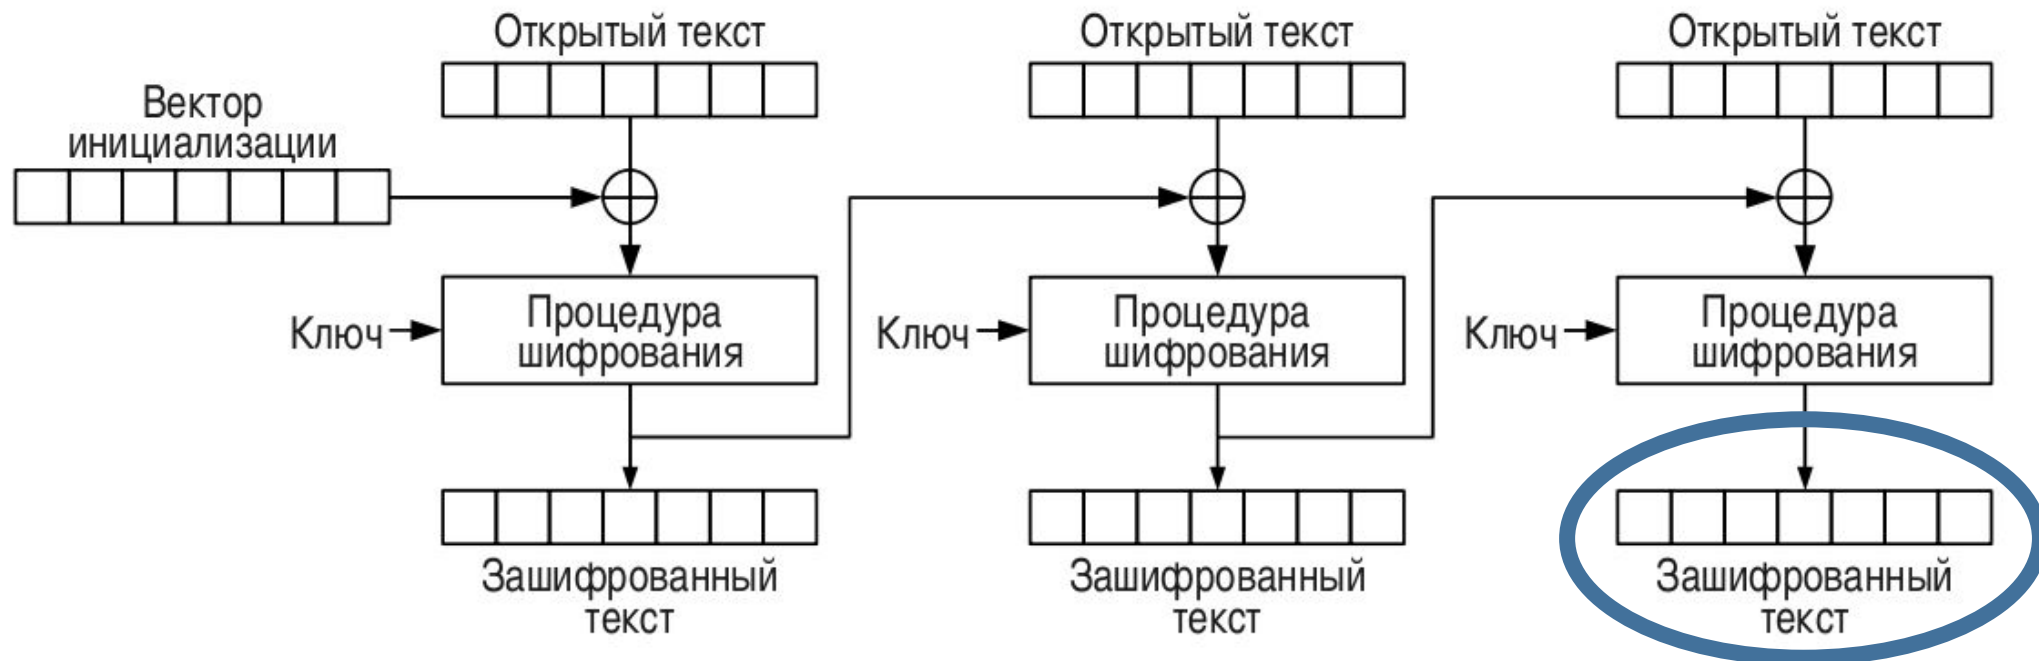 Открытый текст
Открытый текст
Открытый текст
Вектор
инициализации
Ключ
Процедура
шифрования
Ключ
Процедура
шифрования
Ключ
Процедура
шифрования
Зашифрованный
текст
Зашифрованный
текст
Зашифрованный
текст